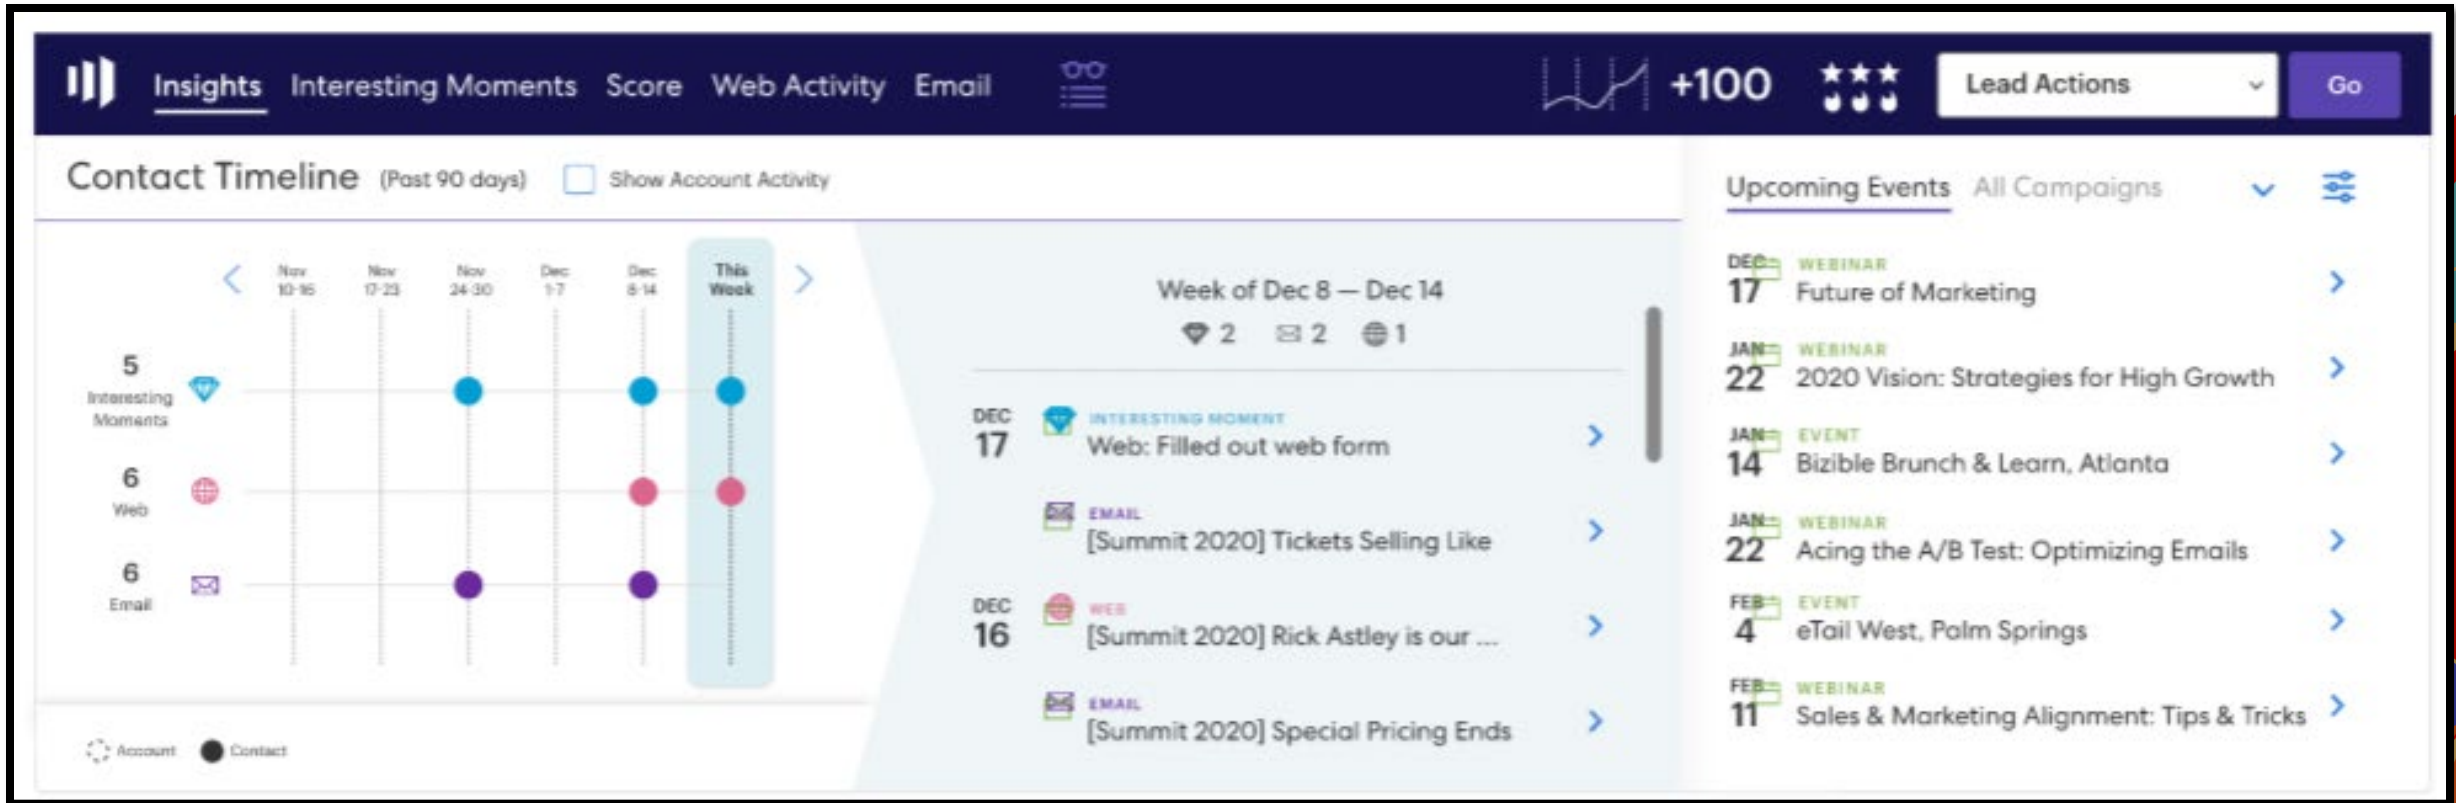 Insights Interesting Moments Score Web Activity Email +100 Lead Actions Go
Contact Timeline (Past 90 days) Show Account Activity
Nov 10-16
Nov 17-23
Nov 24-30
Dec 1-7
Dec 8-14
This Week
5
Interesting
Moments
6
Web
6
Email
Account Contact
Week of Dec 8 — Dec 14
2 2 1
DEC 17
INTERESTING MOMENT
Web: Filled out web form
EMAIL
[Summit 2020] Tickets Selling Like
DEC 16
WEB
[Summit 2020] Rick Astley is our ...
EMAIL
[Summit 2020] Special Pricing Ends
Upcoming Events All Campaigns
DEC 17
WEBINAR
Future of Marketing
JAN 22
WEBINAR
2020 Vision: Strategies for High Growth
JAN 14
EVENT
Bizible Brunch & Learn, Atlanta
JAN 22
WEBINAR
Acing the A/B Test: Optimizing Emails
FEB 4
EVENT
eTail West, Palm Springs
FEB 11
WEBINAR
Sales & Marketing Alignment: Tips & Tricks